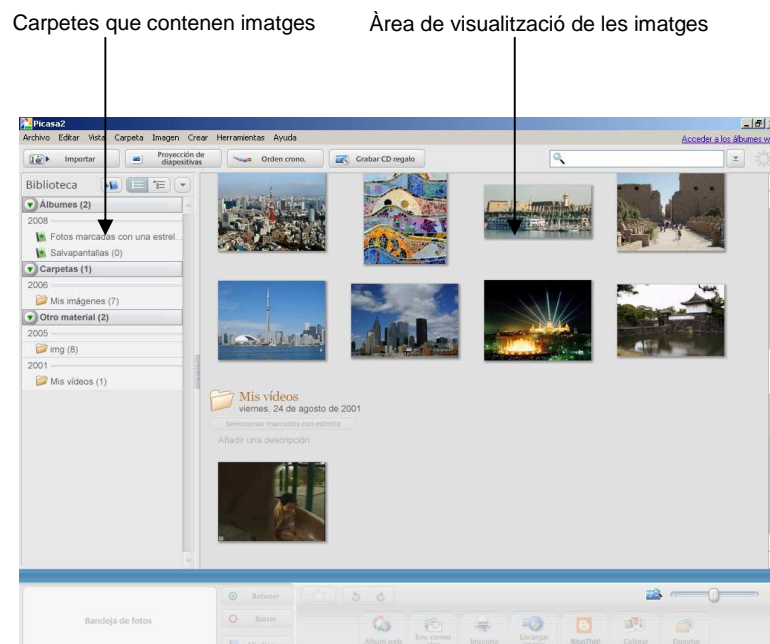 Carpetes que contenen imatges
Àrea de visualització de les imatges
Picasa2
Archivo Editar Vista Carpeta Imagen Crear Herramientas Ayuda
Acceder a los álbumes w
Importar
Proyección de
diapositivas
Orden crono.
Grabar CD regalo
Biblioteca
Álbumes (2)
2008
Fotos marcadas con una estrel...
Salvapantallas (0)
Carpetas (1)
2006
Mis imágenes (7)
Otro material (2)
2005
img (8)
2001
Mis vídeos (1)
Mis vídeos
viernes, 24 de agosto de 2001
Seleccionar marcados con estrella
Añadir una descripción
Bandeja de fotos
Retener
Borrar
Álbum web
Env. correo
Imprimir
Encargar
BlogThis!
Collage
Exportar